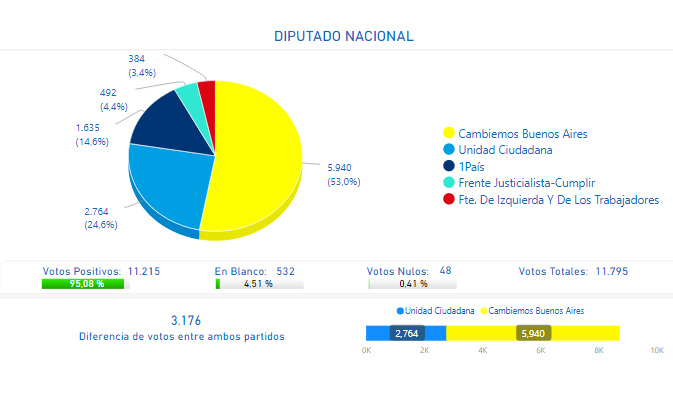 DIPUTADO NACIONAL
384
(3,4%)
492
(4,4%)
1.635
(14,6%)
2.764
(24,6%)
5.940
(53,0%)
Cambiemos Buenos Aires
Unidad Ciudadana
1País
Frente Justicialista-Cumplir
Fte. De Izquierda Y De Los Trabajadores
Votos Positivos: 11.215
95,08 %
En Blanco: 532
4,51 %
Votos Nulos: 48
0,41 %
Votos Totales: 11.795
3.176
Diferencia de votos entre ambos partidos
Unidad Ciudadana Cambiemos Buenos Aires
2,764 5,940
0K 2K 4K 6K 8K 10K